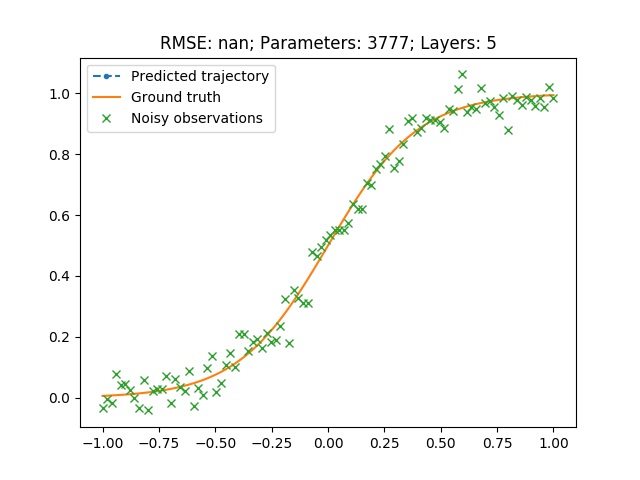 RMSE: nan; Parameters: 3777; Layers: 5
Predicted trajectory
Ground truth
Noisy observations
1.0
0.8
0.6
0.4
0.2
0.0
−1.00 −0.75 −0.50 −0.25 0.00 0.25 0.50 0.75 1.00